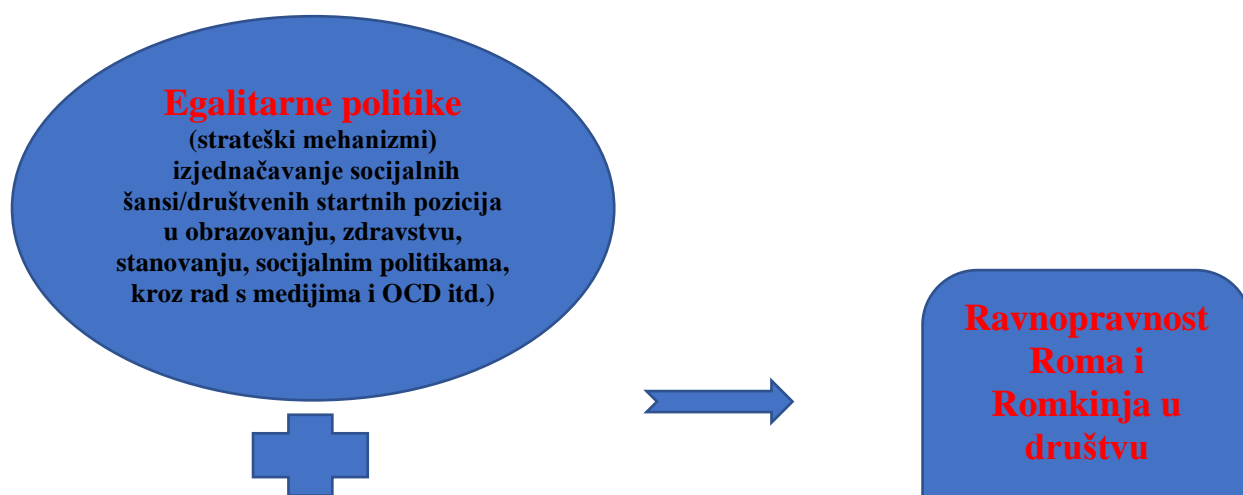 Egalitarne politike
(strateški mehanizmi)
izjednačavanje socijalnih
šansi/društvenih startnih pozicija
u obrazovanju, zdravstvu,
stanovanju, socijalnim politikama,
kroz rad s medijima i OCD itd.)
Ravnopravnost
Roma i
Romkinja u
društvu